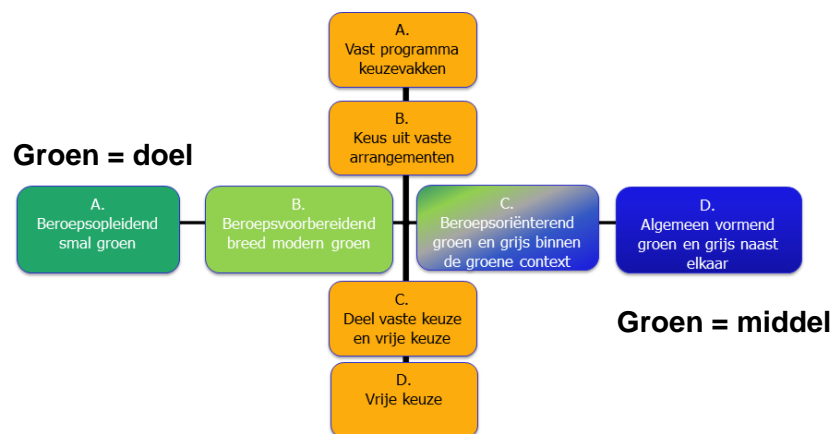 A.
Vast programma
keuzevakken
B.
Keus uit vaste
arrangementen
Groen = doel
A.
Beroepsopleidend
smal groen
B.
Beroepsvoorbereidend
breed modern groen
C.
Beroepsoriënterend
groen en grijs binnen
de groene context
D.
Algemeen vormend
groen en grijs naast
elkaar
C.
Deel vaste keuze
en vrije keuze
Groen = middel
D.
Vrije keuze